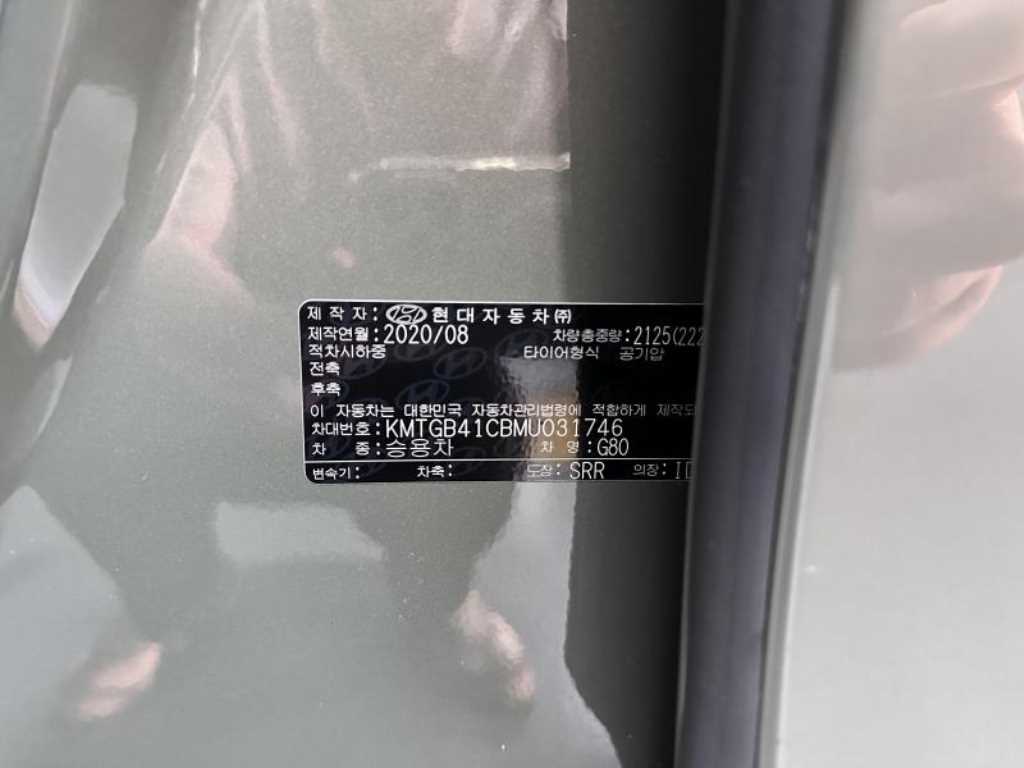 제 작 자 : 현 대 자 동 차 ㈜
제작연월 : 2020/08 차량총중량 : 2125(222
적차시하중 타이어형식 공기압
전축
후축
이 자동차는 대한민국 자동차관리법령에 적합하게 제작되
차대번호 : KMTGB41CBMU031746
차 종 : 승용차 차 명 : G80
변속기 : 차축 : 도장 : SRR 의장 : ID